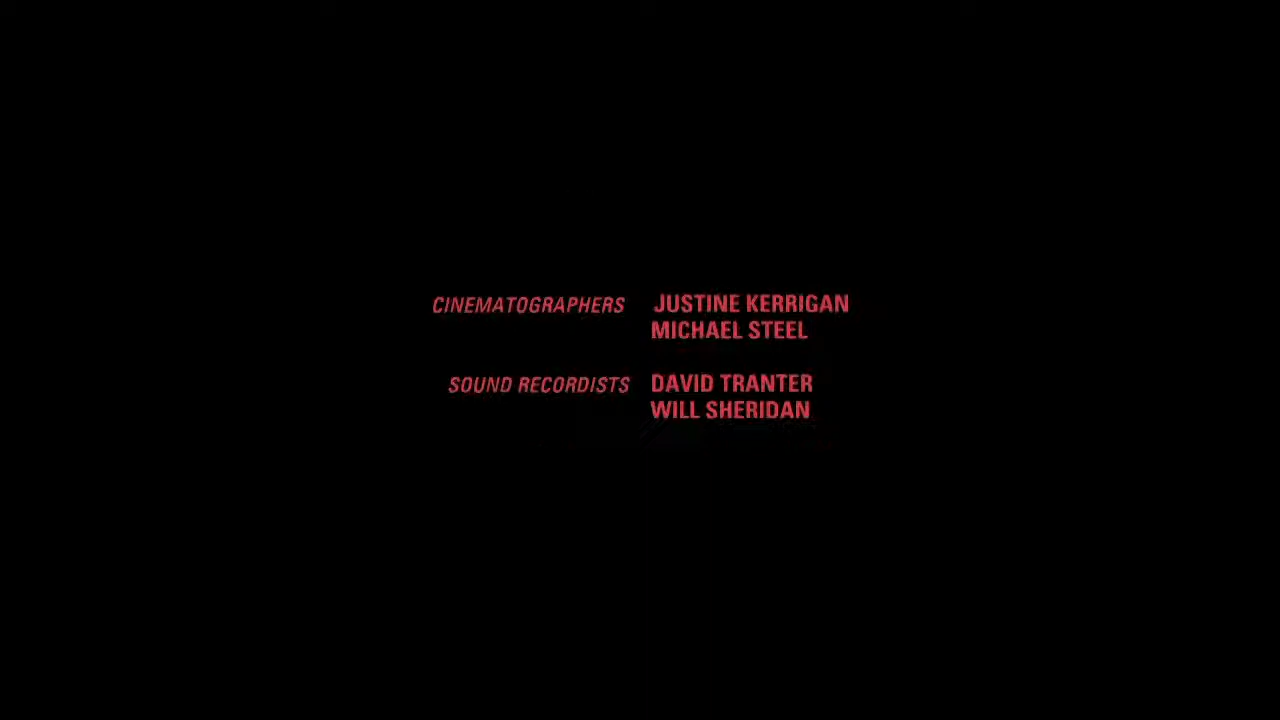 CINEMATOGRAPHERS JUSTINE KERRIGAN
MICHAEL STEEL
SOUND RECORDISTS DAVID TRANTER
WILL SHERIDAN